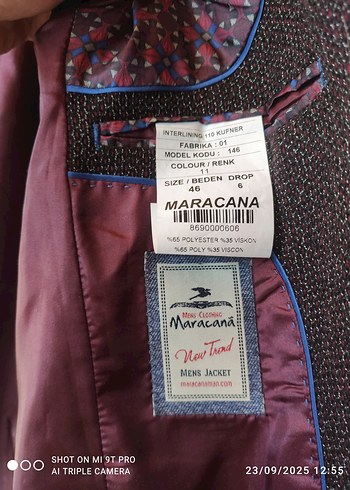 INTERLINING 110 KUFNER
FABRIKA : 01
MODEL KODU : 146
COLOUR / RENK
11
SIZE / BEDEN DROP
46 6
MARACANA
8690000606
%65 POLYESTER %35 VISKON
%65 POLY %35 VISCON
MENS CLOTHING
Maracanã
New Trend
MENS JACKET
maracanaman.com
SHOT ON MI 9T PRO
AI TRIPLE CAMERA
23/09/2025 12:55